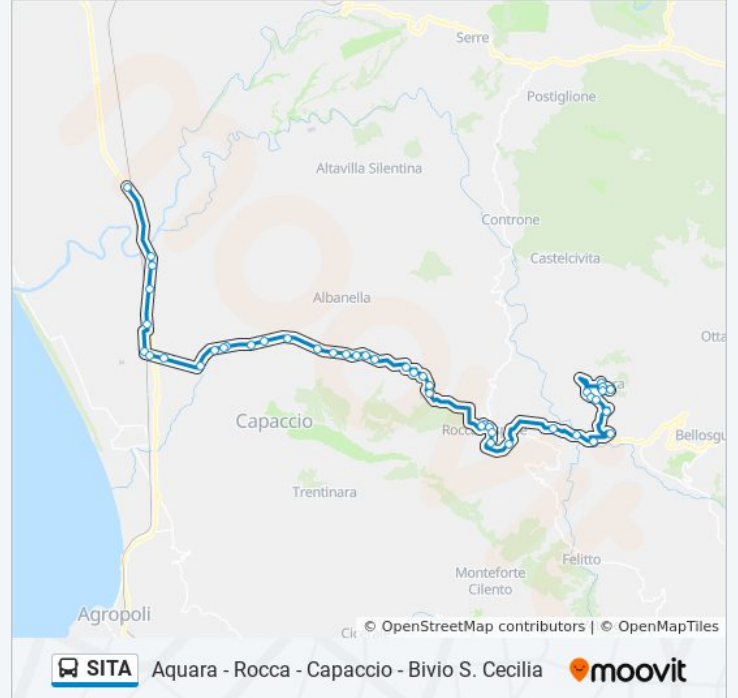 Serre
Postiglione
Altavilla Silentina
Controne
Castelcivita
Albanella
Otta
Capaccio
Rocca
Bellosgu
Trentinara
Felitto
Monteforte
Cilento
Agropoli
© OpenStreetMap contributors | © OpenMapTiles
SITA Aquara - Rocca - Capaccio - Bivio S. Cecilia moovit